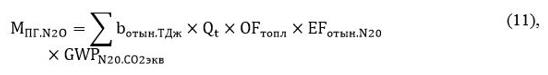 M_ПГ.N2O = ∑ b_отын.ТДж × Q_t × OF_топл × EF_отын.N20 (11),
× GWP_N20.CO2экв